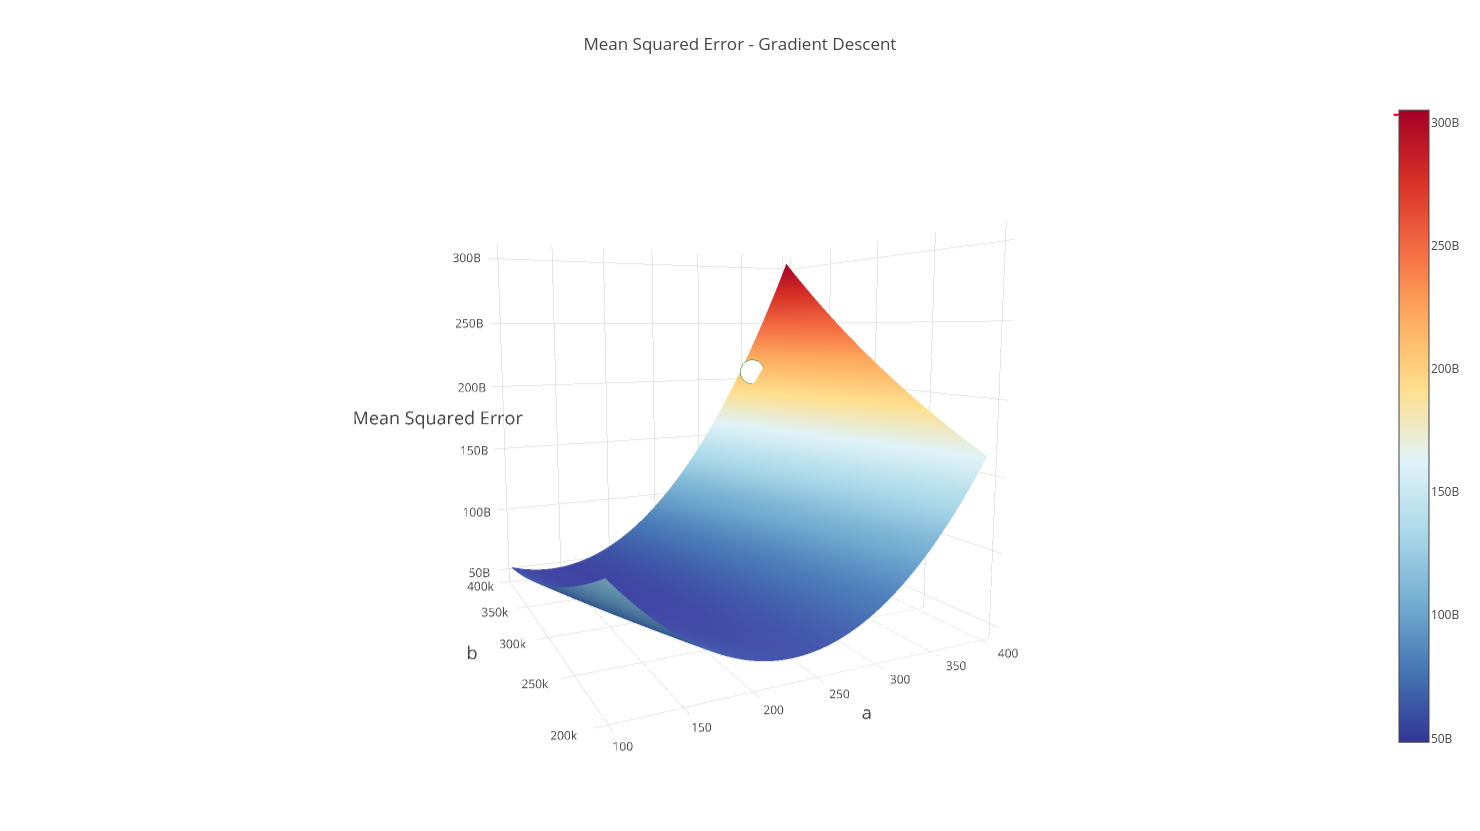 Mean Squared Error - Gradient Descent
300B
250B
200B
Mean Squared Error
150B
100B
50B
400k
350k
300k
b
250k
200k
100
150
200
250
300
350
400
a
300B
250B
200B
150B
100B
50B